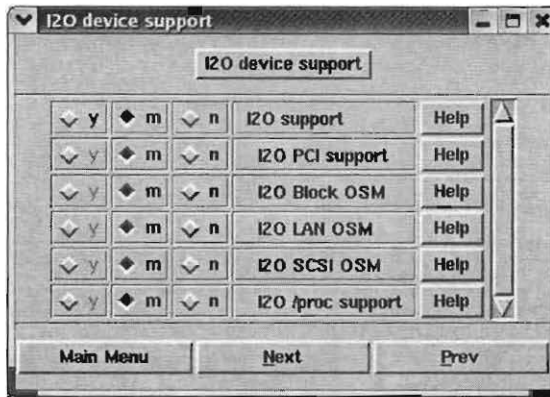 I2O device support
I2O device support
y m n I2O support Help
y m n I2O PCI support Help
y m n I2O Block OSM Help
y m n I2O LAN OSM Help
y m n I2O SCSI OSM Help
y m n I2O /proc support Help
Main Menu Next Prev